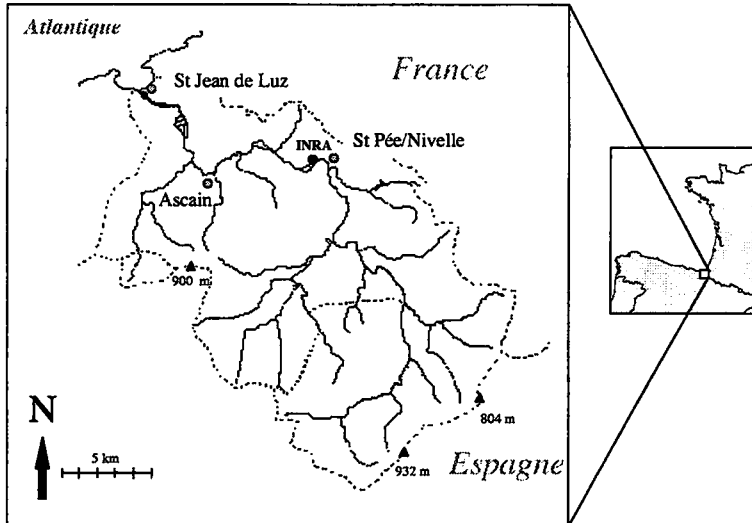 Atlantique
St Jean de Luz
France
INRA
St Pée/Nivelle
Ascain
900 m
N
5 km
804 m
932 m
Espagne